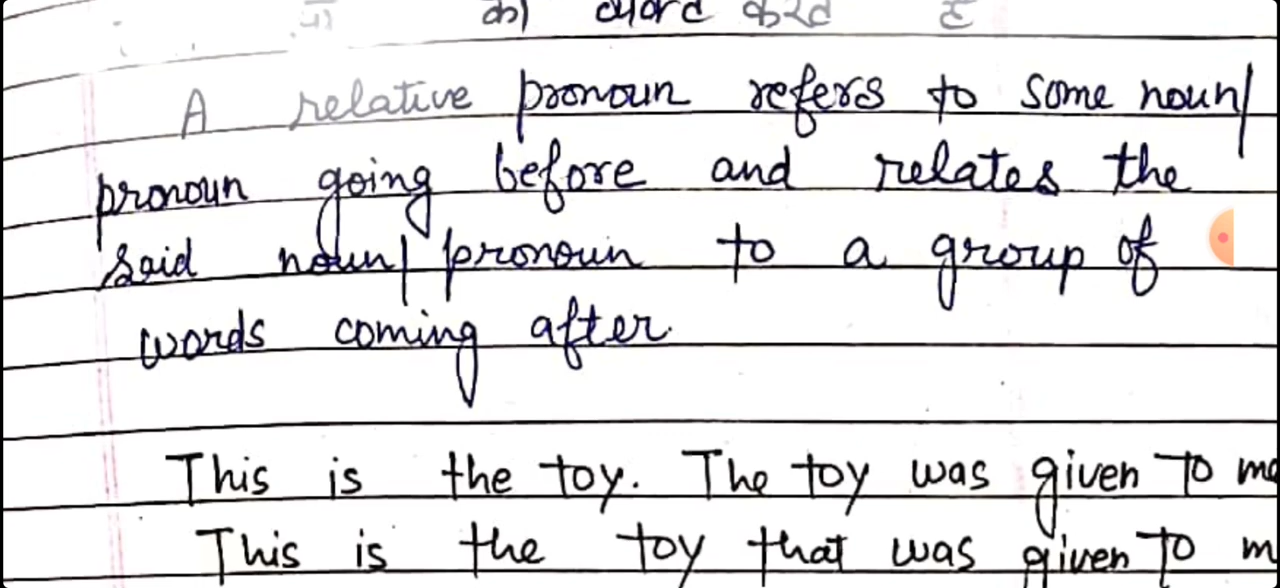 A relative pronoun refers to some noun/
pronoun going before and relates the
said noun/ pronoun to a group of
words coming after.
This is the toy. The toy was given to me
This is the toy that was given to